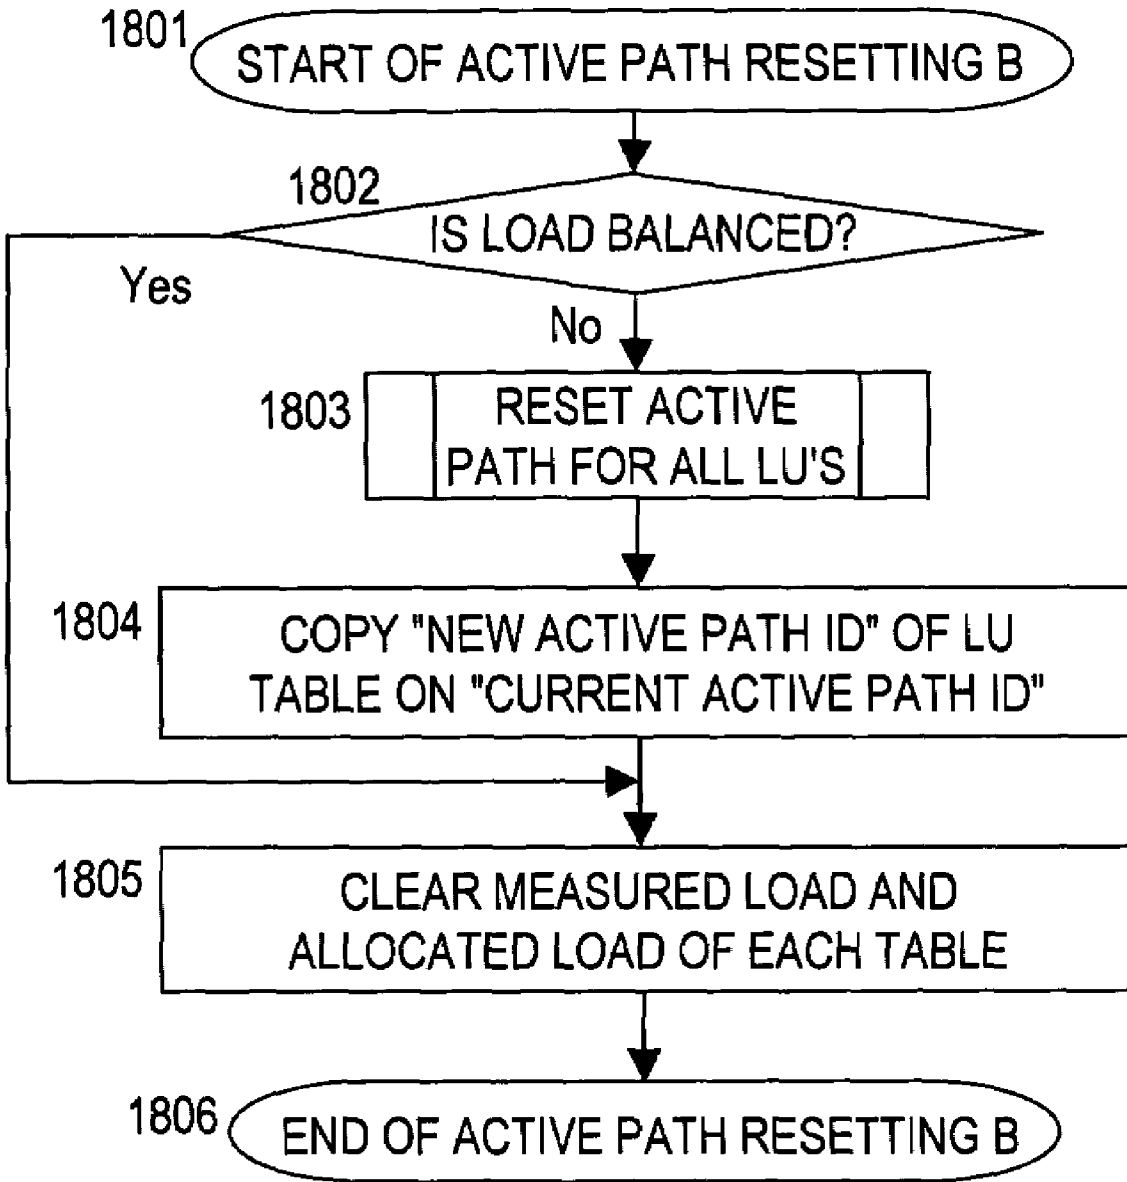 1801
START OF ACTIVE PATH RESETTING B
1802
IS LOAD BALANCED?
Yes
No
1803
RESET ACTIVE
PATH FOR ALL LU'S
1804
COPY "NEW ACTIVE PATH ID" OF LU
TABLE ON "CURRENT ACTIVE PATH ID"
1805
CLEAR MEASURED LOAD AND
ALLOCATED LOAD OF EACH TABLE
1806
END OF ACTIVE PATH RESETTING B